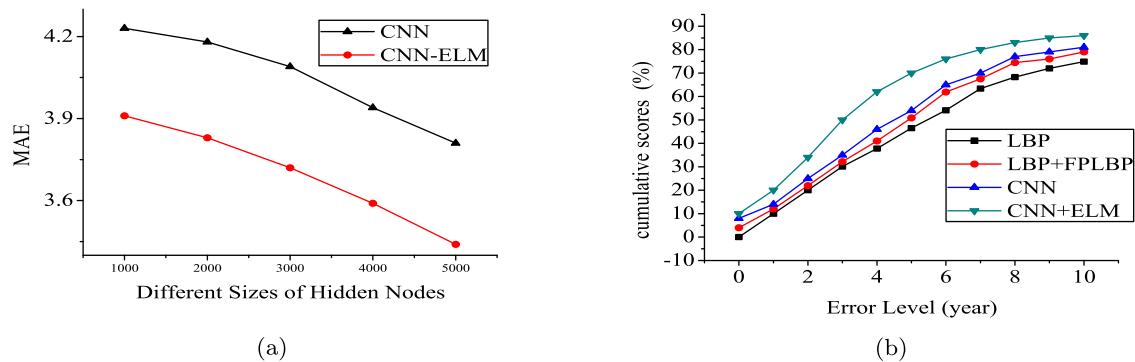 4.2
3.9
3.6
MAE
CNN
CNN-ELM
1000 2000 3000 4000 5000
Different Sizes of Hidden Nodes
(a)
90
80
70
60
50
40
30
20
10
0
-10
cumulative scores (%)
LBP
LBP+FPLBP
CNN
CNN+ELM
0 2 4 6 8 10
Error Level (year)
(b)